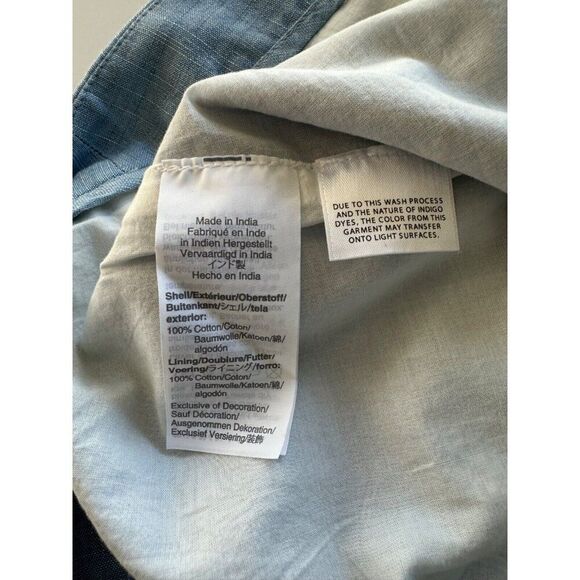 Made in India
Fabriqué en Inde
in Indien Hergestellt
Vervaardigd in India
インド製
Hecho en India
Shell/Extérieur/Oberstoff/
Buitenkant/シェル/tela
exterior:
100% Cotton/Coton/
Baumwolle/Katoen/綿/
algodón
Lining/Doublure/Futter/
Voering/ライニング/forro:
100% Cotton/Coton/
Baumwolle/Katoen/綿/
algodón
Exclusive of Decoration/
Sauf Décoration/
Ausgenommen Dekoration/
Exclusief Versiering/装飾
DUE TO THIS WASH PROCESS
AND THE NATURE OF INDIGO
DYES, THE COLOR FROM THIS
GARMENT MAY TRANSFER
ONTO LIGHT SURFACES.